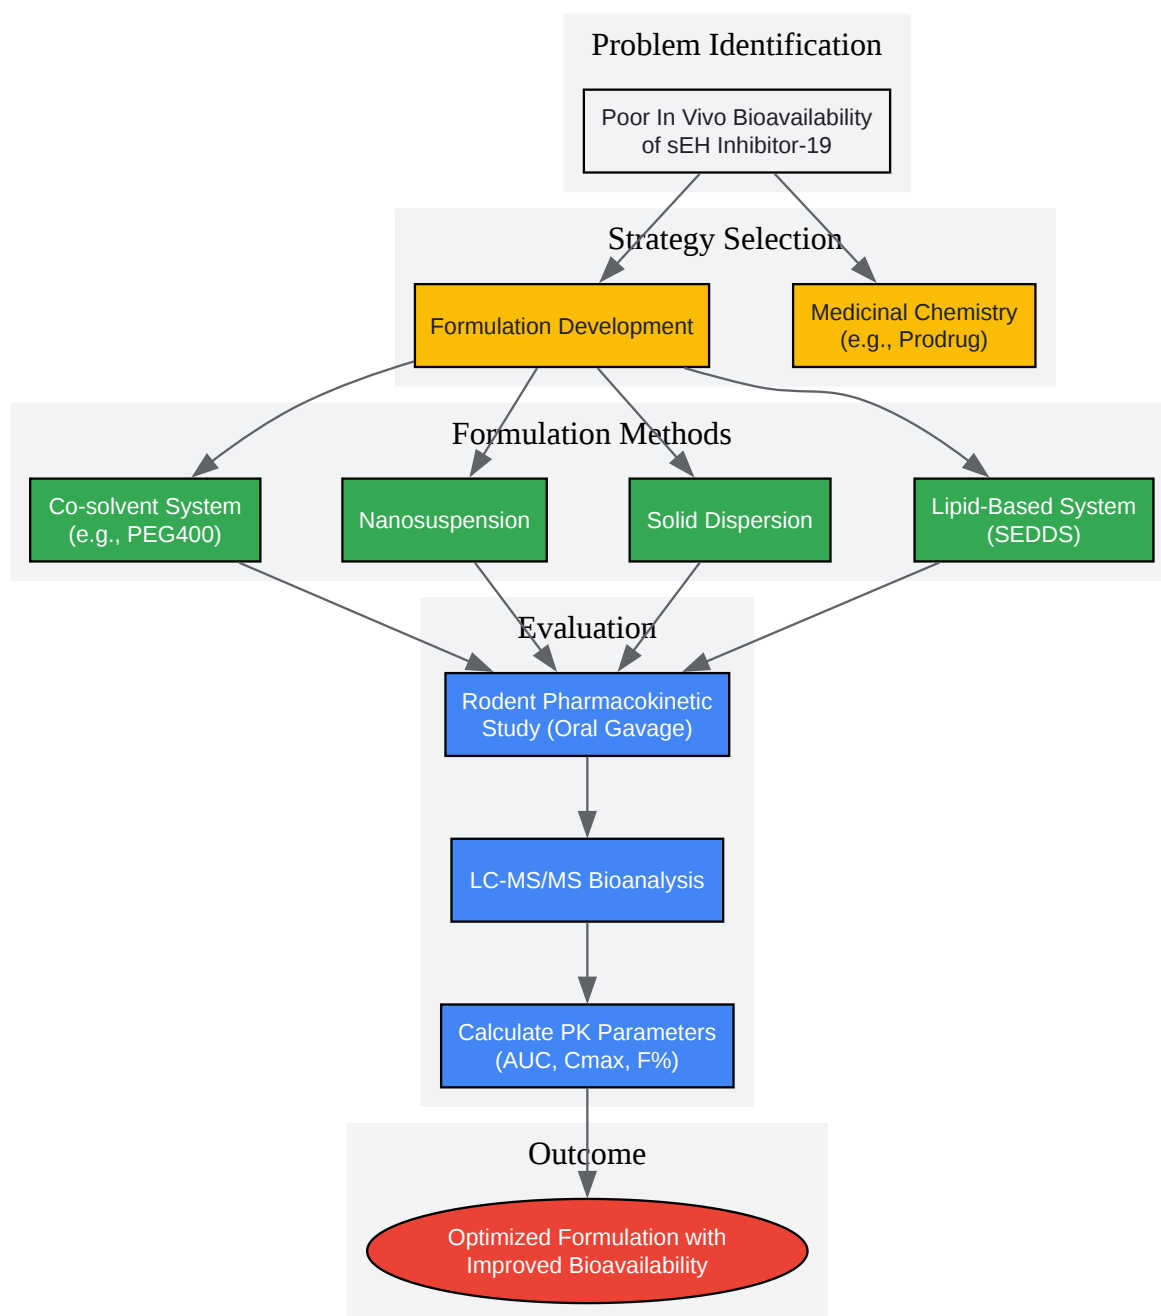 Problem Identification
Poor In Vivo Bioavailability
of sEH Inhibitor-19
Strategy Selection
Formulation Development
Medicinal Chemistry
(e.g., Prodrug)
Formulation Methods
Co-solvent System
(e.g., PEG400)
Nanosuspension
Solid Dispersion
Lipid-Based System
(SEDDS)
Evaluation
Rodent Pharmacokinetic
Study (Oral Gavage)
LC-MS/MS Bioanalysis
Calculate PK Parameters
(AUC, Cmax, F%)
Outcome
Optimized Formulation with
Improved Bioavailability